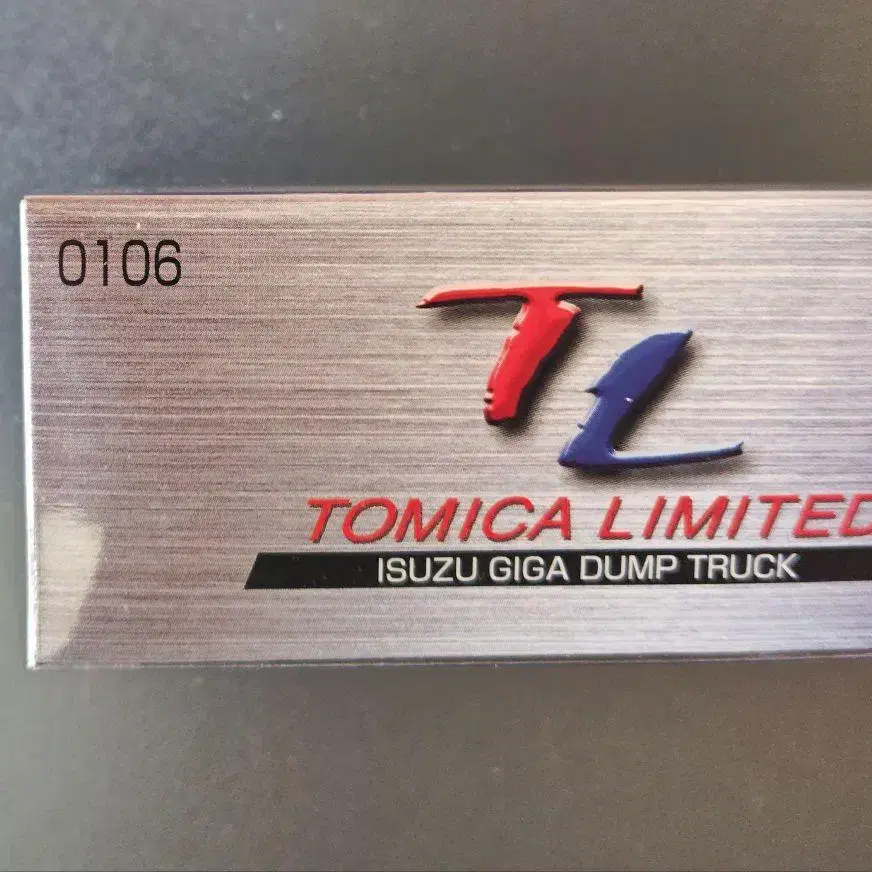 0106
TL
TOMICA LIMITED
ISUZU GIGA DUMP TRUCK